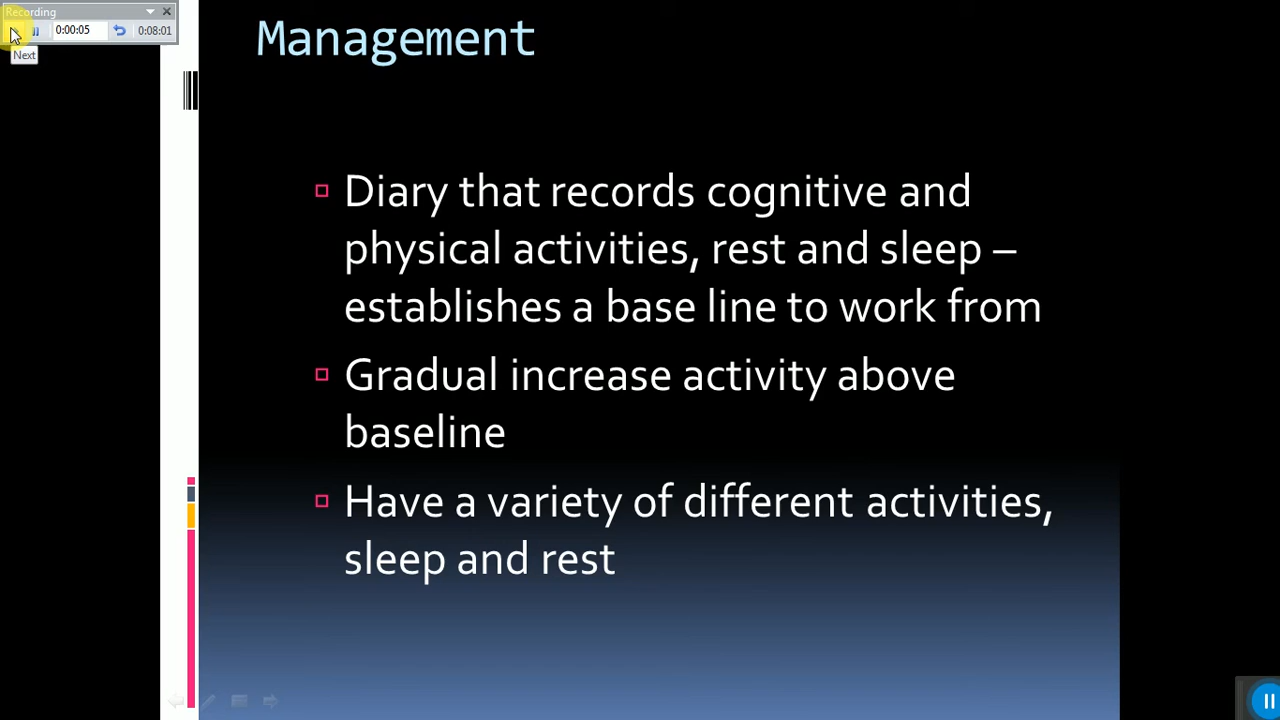 Recording
0:00:05
0:08:01
Next
Management
Diary that records cognitive and
physical activities, rest and sleep –
establishes a base line to work from
Gradual increase activity above
baseline
Have a variety of different activities,
sleep and rest